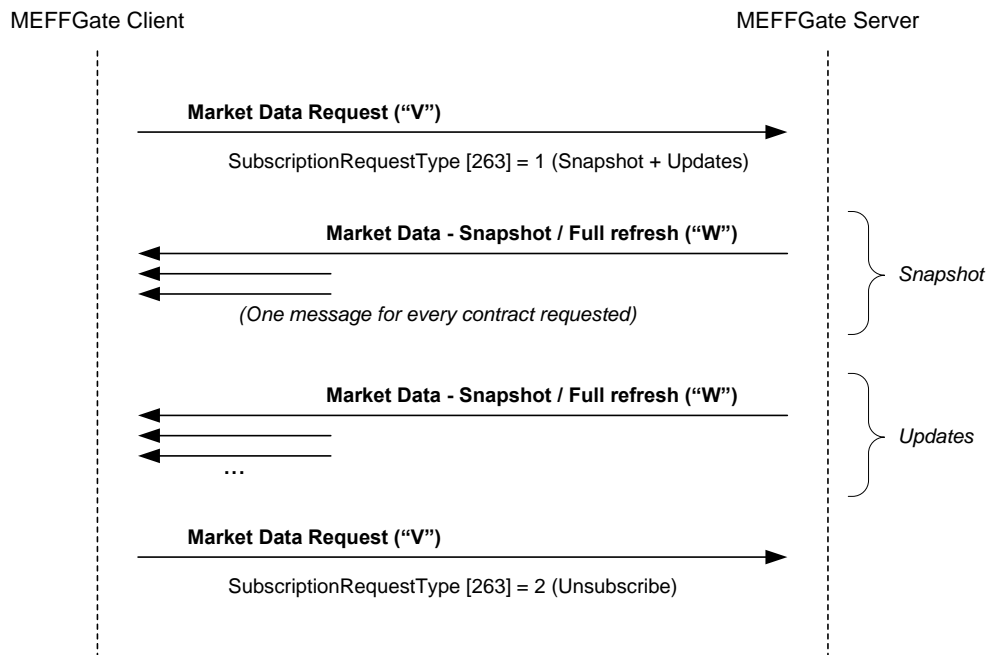 MEFFGate Client
MEFFGate Server
Market Data Request (“V”)
SubscriptionRequestType [263] = 1 (Snapshot + Updates)
Market Data - Snapshot / Full refresh (“W”)
Snapshot
(One message for every contract requested)
Market Data - Snapshot / Full refresh (“W”)
Updates
...
Market Data Request (“V”)
SubscriptionRequestType [263] = 2 (Unsubscribe)